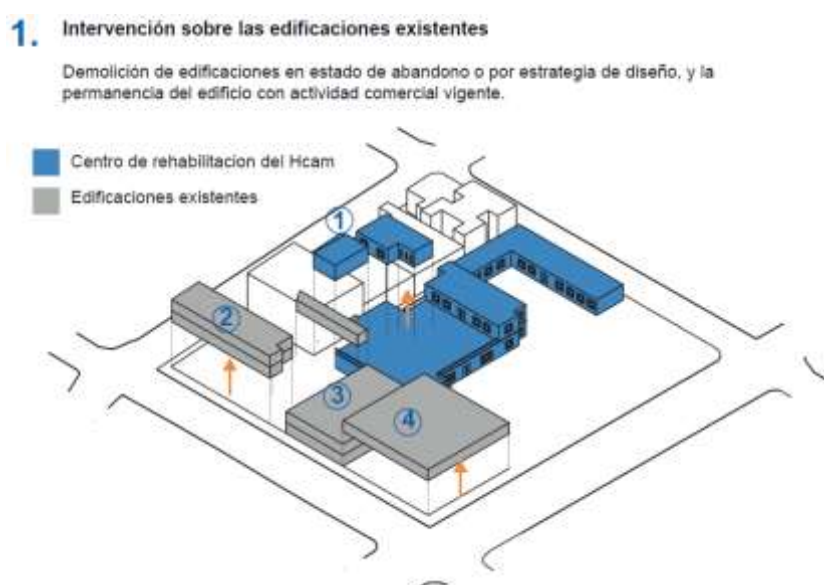 1. Intervención sobre las edificaciones existentes
Demolición de edificaciones en estado de abandono o por estrategia de diseño, y la
permanencia del edificio con actividad comercial vigente.
Centro de rehabilitacion del Hcam
Edificaciones existentes
1
2
3
4